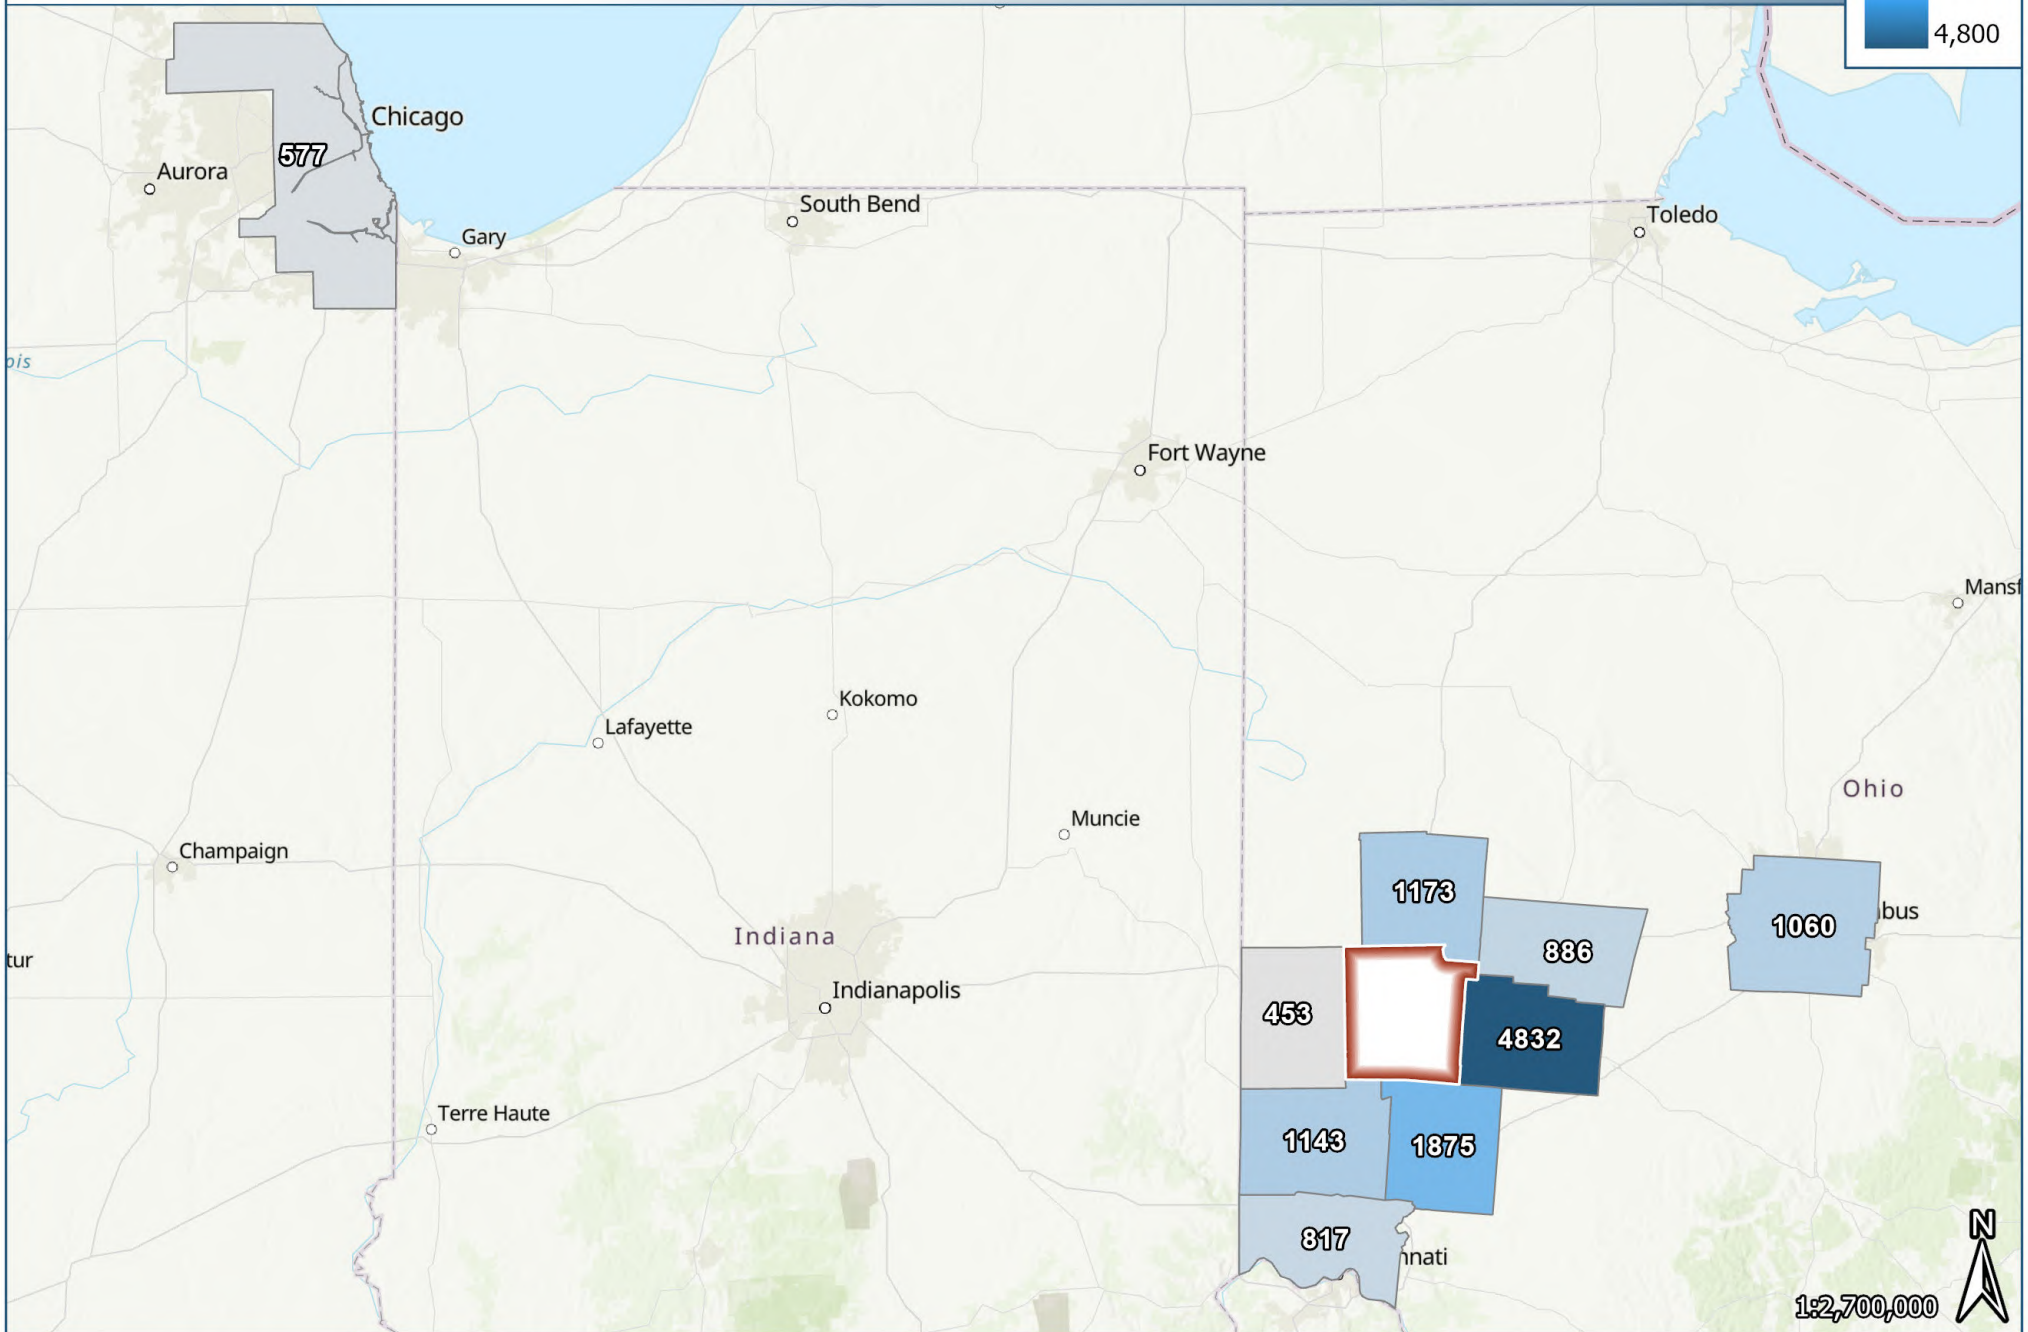 4,800
Chicago
577
Aurora
South Bend
Toledo
Gary
ois
Fort Wayne
Mansf
Kokomo
Lafayette
Ohio
Muncie
Champaign
1173
bus
1060
Indiana
886
tur
Indianapolis
453
4832
Terre Haute
1143
1875
N
817
nnati
1:2,700,000